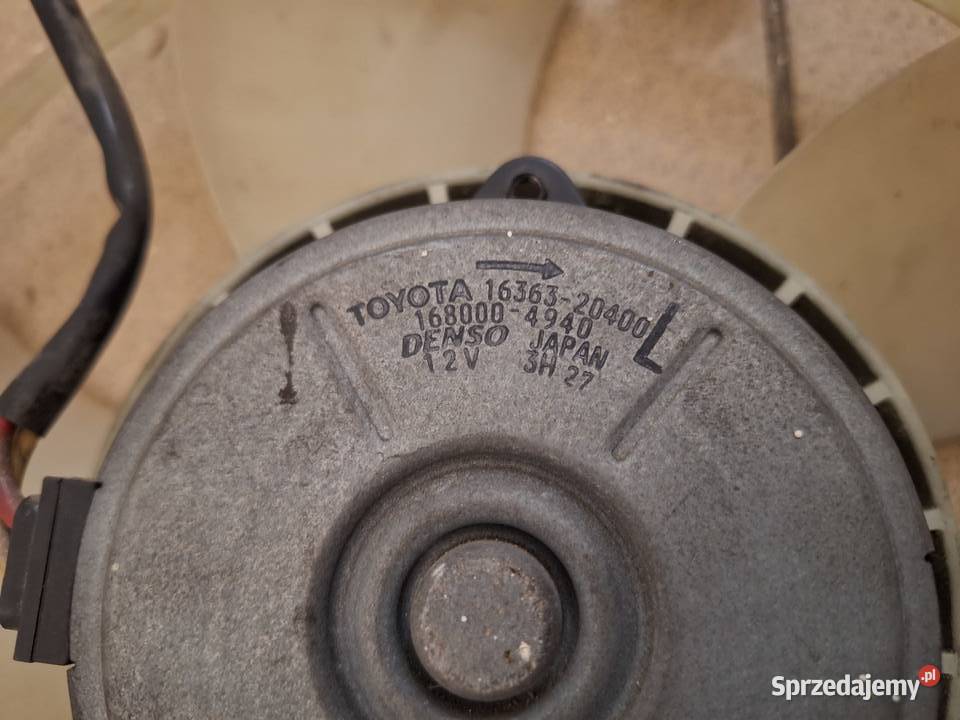 TOYOTA 16363-20400
168000-4940
DENSO JAPAN
12V 3H 27
L
Sprzedajemy.pl